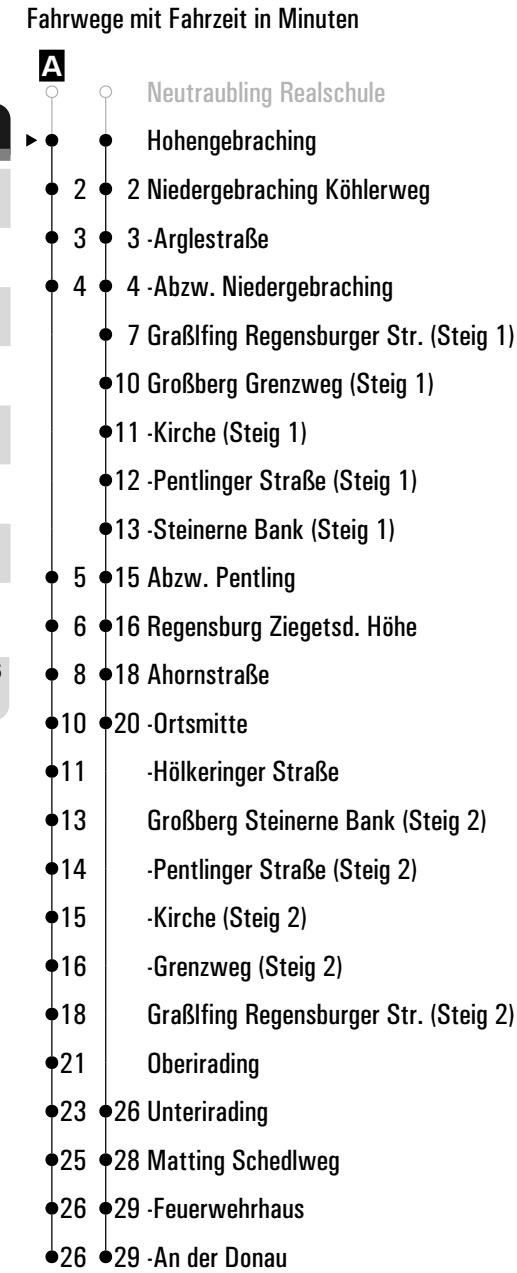 Fahrwege mit Fahrzeit in Minuten
A
Neutraubling Realschule
Hohengebraching
2 2 Niedergebraching Köhlerweg
3 3 -Arglestraße
4 4 -Abzw. Niedergebraching
7 Graßlfing Regensburger Str. (Steig 1)
10 Großberg Grenzweg (Steig 1)
11 -Kirche (Steig 1)
12 -Pentlinger Straße (Steig 1)
13 -Steinerne Bank (Steig 1)
5 15 Abzw. Pentling
6 16 Regensburg Ziegetsd. Höhe
8 18 Ahornstraße
10 20 -Ortsmitte
11 -Hölkeringer Straße
13 Großberg Steinerne Bank (Steig 2)
14 -Pentlinger Straße (Steig 2)
15 -Kirche (Steig 2)
16 -Grenzweg (Steig 2)
18 Graßlfing Regensburger Str. (Steig 2)
21 Oberirading
23 26 Unterirading
25 28 Matting Schedlweg
26 29 -Feuerwehrhaus
26 29 -An der Donau